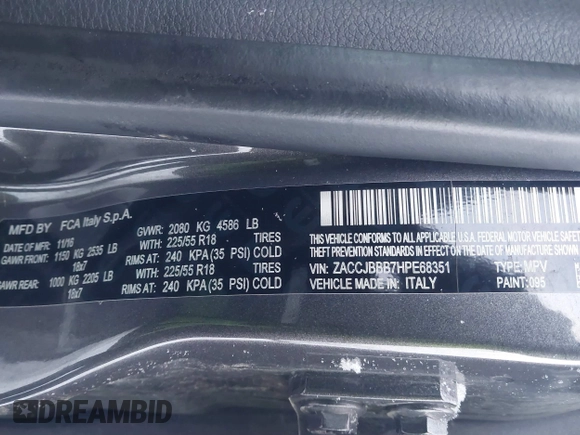 MFD BY FCA Italy S.p.A.
DATE OF MFR: 11/16 GVWR: 2080 KG 4586 LB
GAWR FRONT: 1150 KG 2535 LB WITH: 225/55 R18 TIRES
18x7 RIMS AT: 240 KPA(35 PSI) COLD
GAWR REAR: 1000 KG 2205 LB WITH: 225/55 R18 TIRES
18x7 RIMS AT: 240 KPA(35 PSI) COLD
THIS VEHICLE CONFORMS TO ALL APPLICABLE U.S.A. FEDERAL MOTOR VEHICLE
THEFT PREVENTION STANDARDS IN EFFECT ON THE DATE OF MANUFACTURE
VIN: ZACCJBBB7HPE68351 TYPE: MPV
VEHICLE MADE IN: ITALY PAINT: 095
DREAMBID